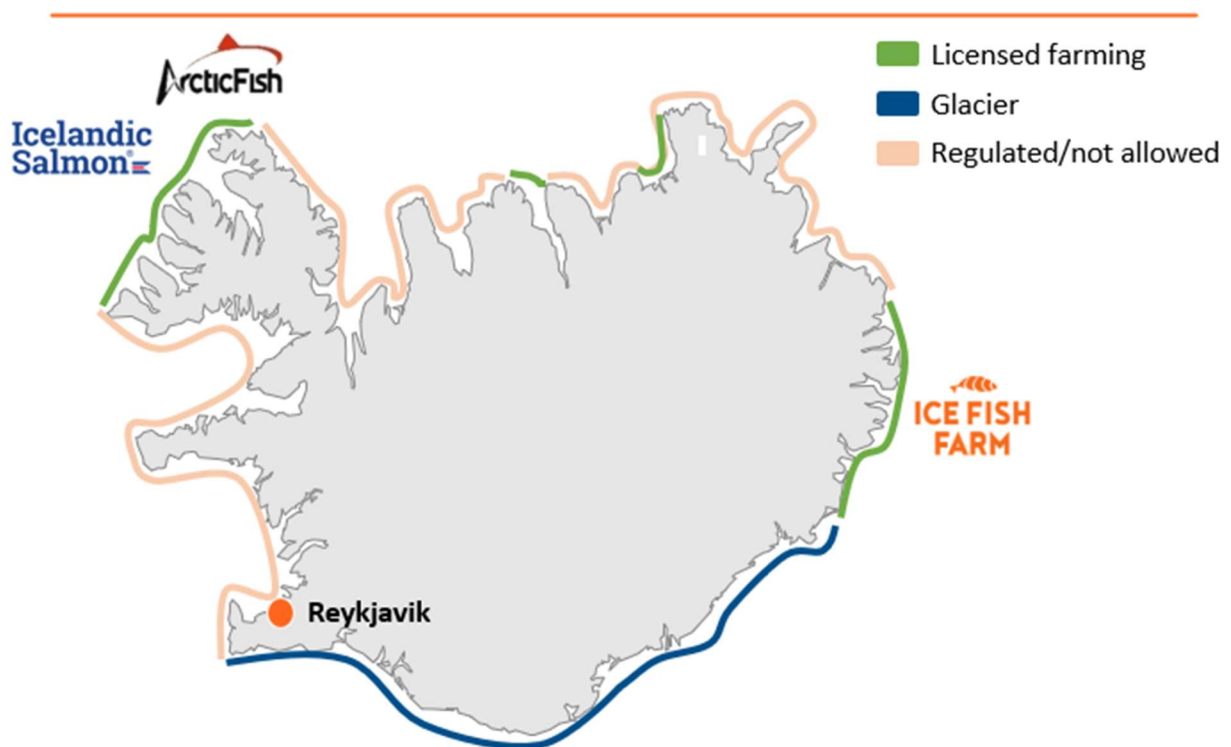 ArcticFish
Icelandic
Salmon
Licensed farming
Glacier
Regulated/not allowed
ICE FISH
FARM
Reykjavik